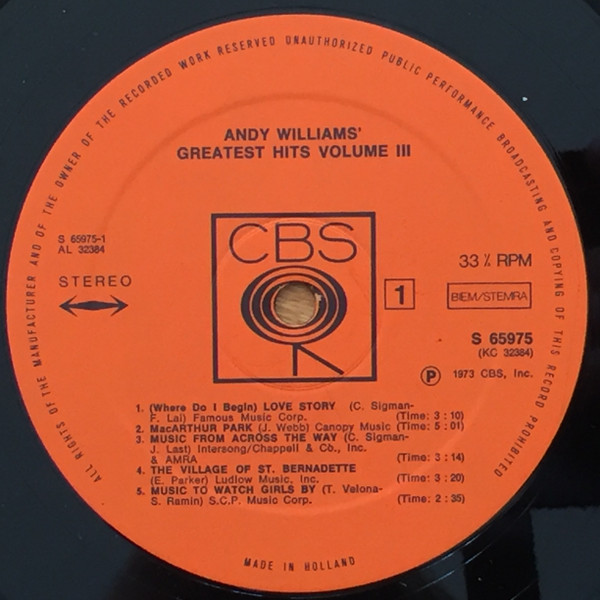 ALL RIGHTS OF THE MANUFACTURER AND OF THE OWNER OF THE RECORDED WORK RESERVED UNAUTHORIZED PUBLIC PERFORMANCE BROADCASTING AND COPYING OF THIS RECORD PROHIBITED
ANDY WILLIAMS'
GREATEST HITS VOLUME III
CBS
S 65975-1
AL 32384
STEREO
33 ⅓ RPM
1
BIEM/STEMRA
S 65975
(KC 32384)
Ⓟ 1973 CBS, Inc.
1. (Where Do I Begin) LOVE STORY (C. Sigman-
F. Lai) Famous Music Corp. (Time: 3 : 10)
2. MacARTHUR PARK (J. Webb) Canopy Music (Time: 5 : 01)
3. MUSIC FROM ACROSS THE WAY (C. Sigman-
J. Last) Intersong/Chappell & Co., Inc.
& AMRA (Time: 3 : 14)
4. THE VILLAGE OF ST. BERNADETTE
(E. Parker) Ludlow Music, Inc. (Time: 3 : 20)
5. MUSIC TO WATCH GIRLS BY (T. Velona-
S. Ramin) S.C.P. Music Corp. (Time: 2 : 35)
MADE IN HOLLAND